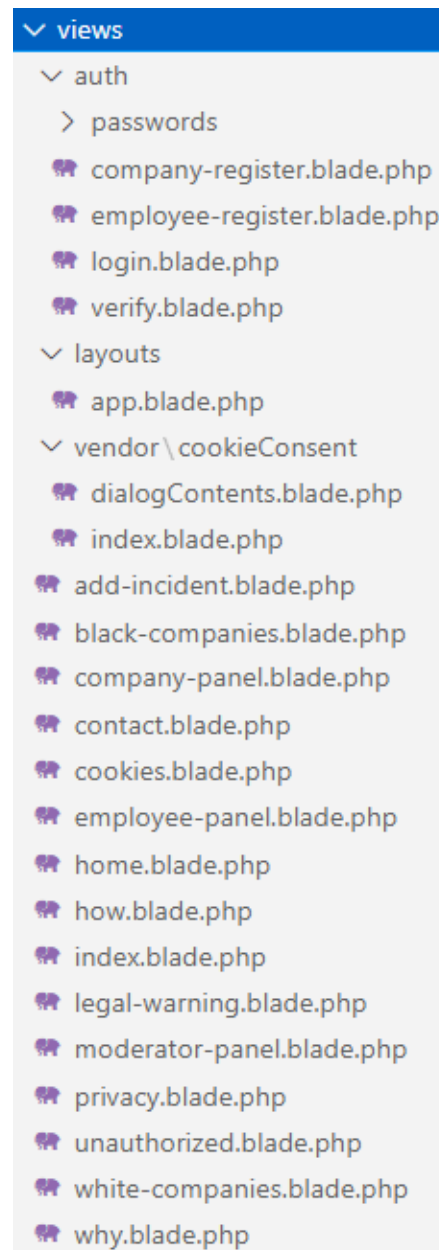 views
auth
passwords
company-register.blade.php
employee-register.blade.php
login.blade.php
verify.blade.php
layouts
app.blade.php
vendor\cookieConsent
dialogContents.blade.php
index.blade.php
add-incident.blade.php
black-companies.blade.php
company-panel.blade.php
contact.blade.php
cookies.blade.php
employee-panel.blade.php
home.blade.php
how.blade.php
index.blade.php
legal-warning.blade.php
moderator-panel.blade.php
privacy.blade.php
unauthorized.blade.php
white-companies.blade.php
why.blade.php